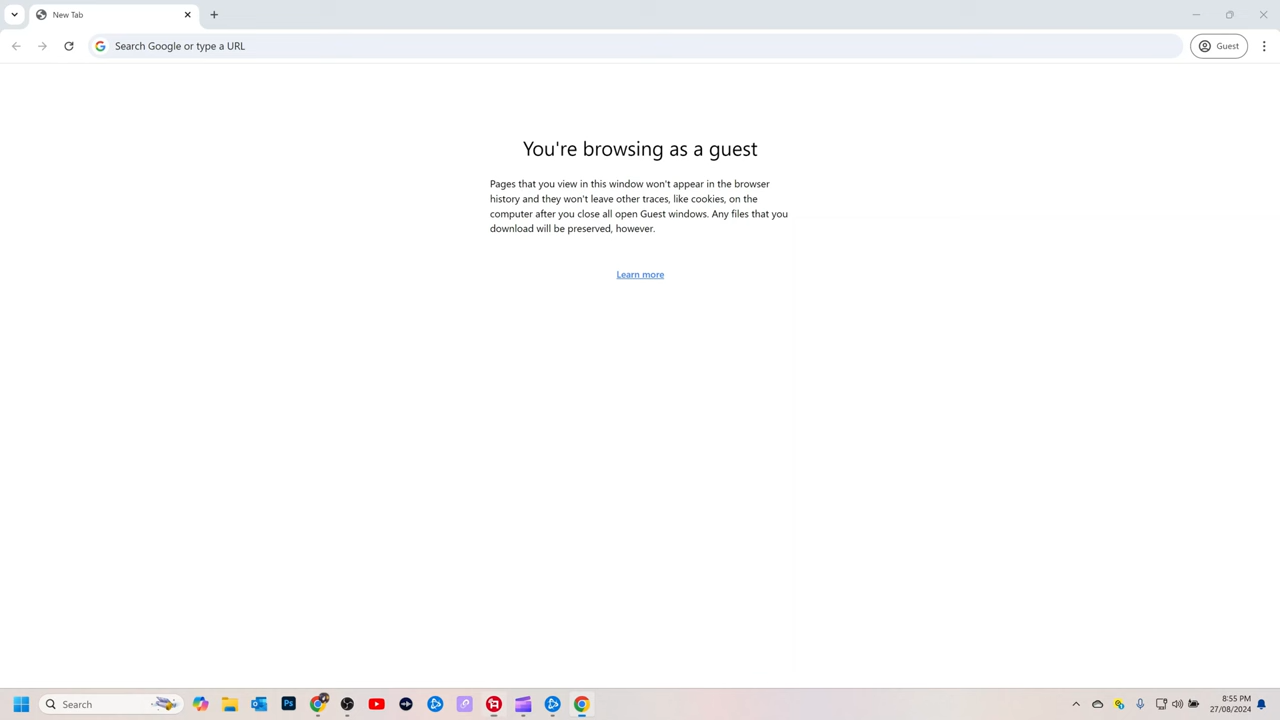 New Tab
Search Google or type a URL
Guest
You're browsing as a guest
Pages that you view in this window won't appear in the browser
history and they won't leave other traces, like cookies, on the
computer after you close all open Guest windows. Any files that you
download will be preserved, however.
Learn more
Search
Ps
8:55 PM
27/08/2024